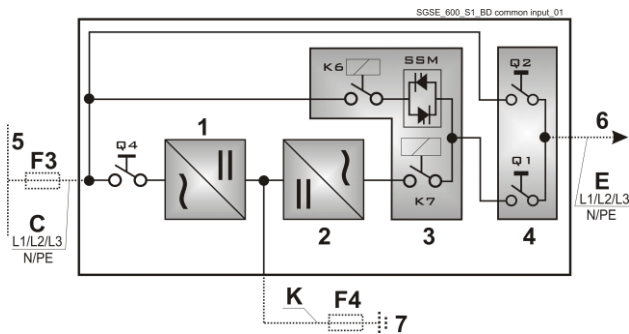 SGSE_600_S1_BD common input_01
K6
SSM
Q2
5
F3
Q4
1
6
Q1
E
C
K7
L1/L2/L3
N/PE
L1/L2/L3
N/PE
2
3
4
K
F4
7